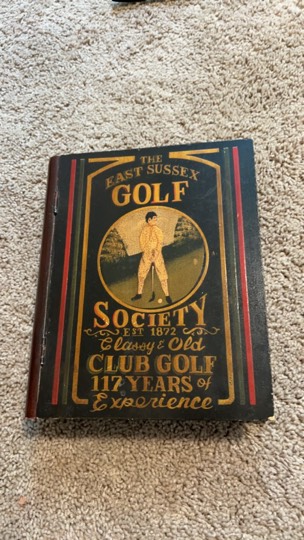 THE
EAST SUSSEX
GOLF
SOCIETY
EST 1872
Classy & Old
CLUB GOLF
117 YEARS of
Experience